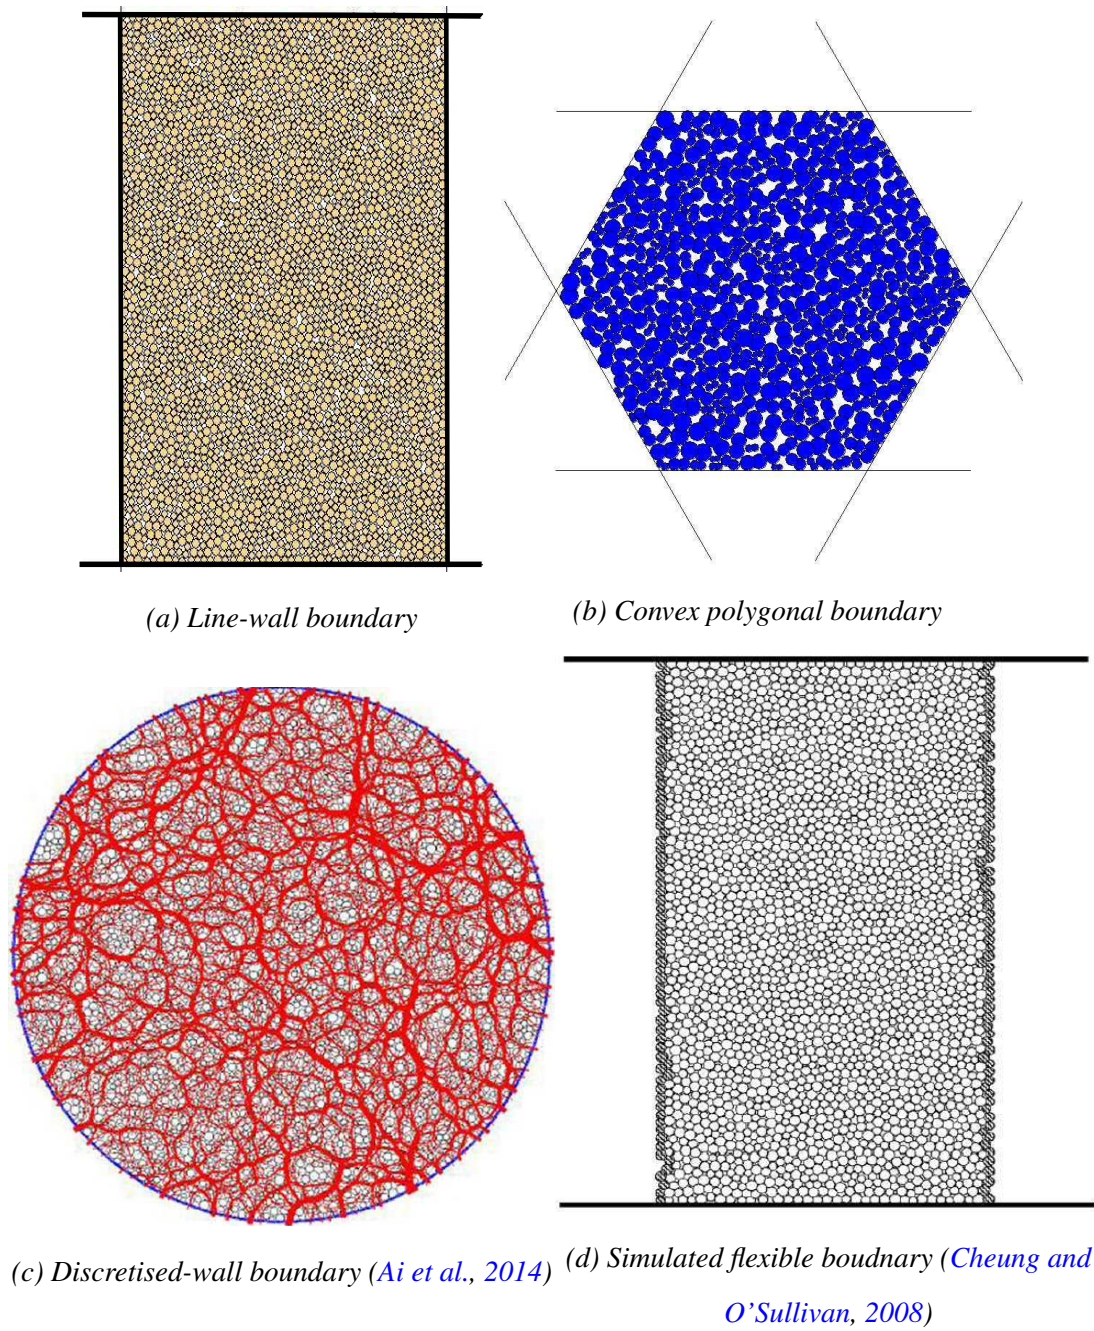 (a) Line-wall boundary
(b) Convex polygonal boundary
(c) Discretised-wall boundary (Ai et al., 2014)
(d) Simulated flexible boudnary (Cheung and
O'Sullivan, 2008)